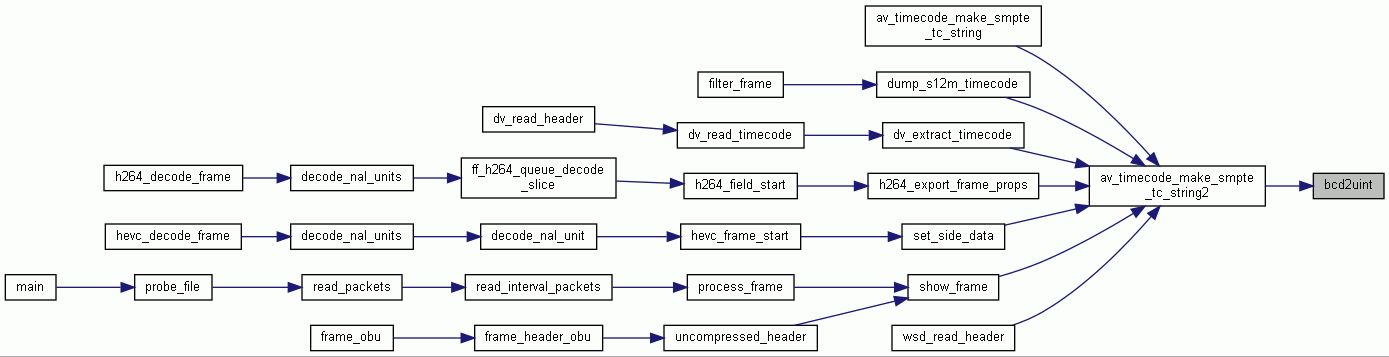 av_timecode_make_smpte
_tc_string
filter_frame
dump_s12m_timecode
dv_read_header
dv_read_timecode
dv_extract_timecode
h264_decode_frame
decode_nal_units
ff_h264_queue_decode
_slice
h264_field_start
h264_export_frame_props
av_timecode_make_smpte
_tc_string2
bcd2uint
hevc_decode_frame
decode_nal_units
decode_nal_unit
hevc_frame_start
set_side_data
main
probe_file
read_packets
read_interval_packets
process_frame
show_frame
frame_obu
frame_header_obu
uncompressed_header
wsd_read_header